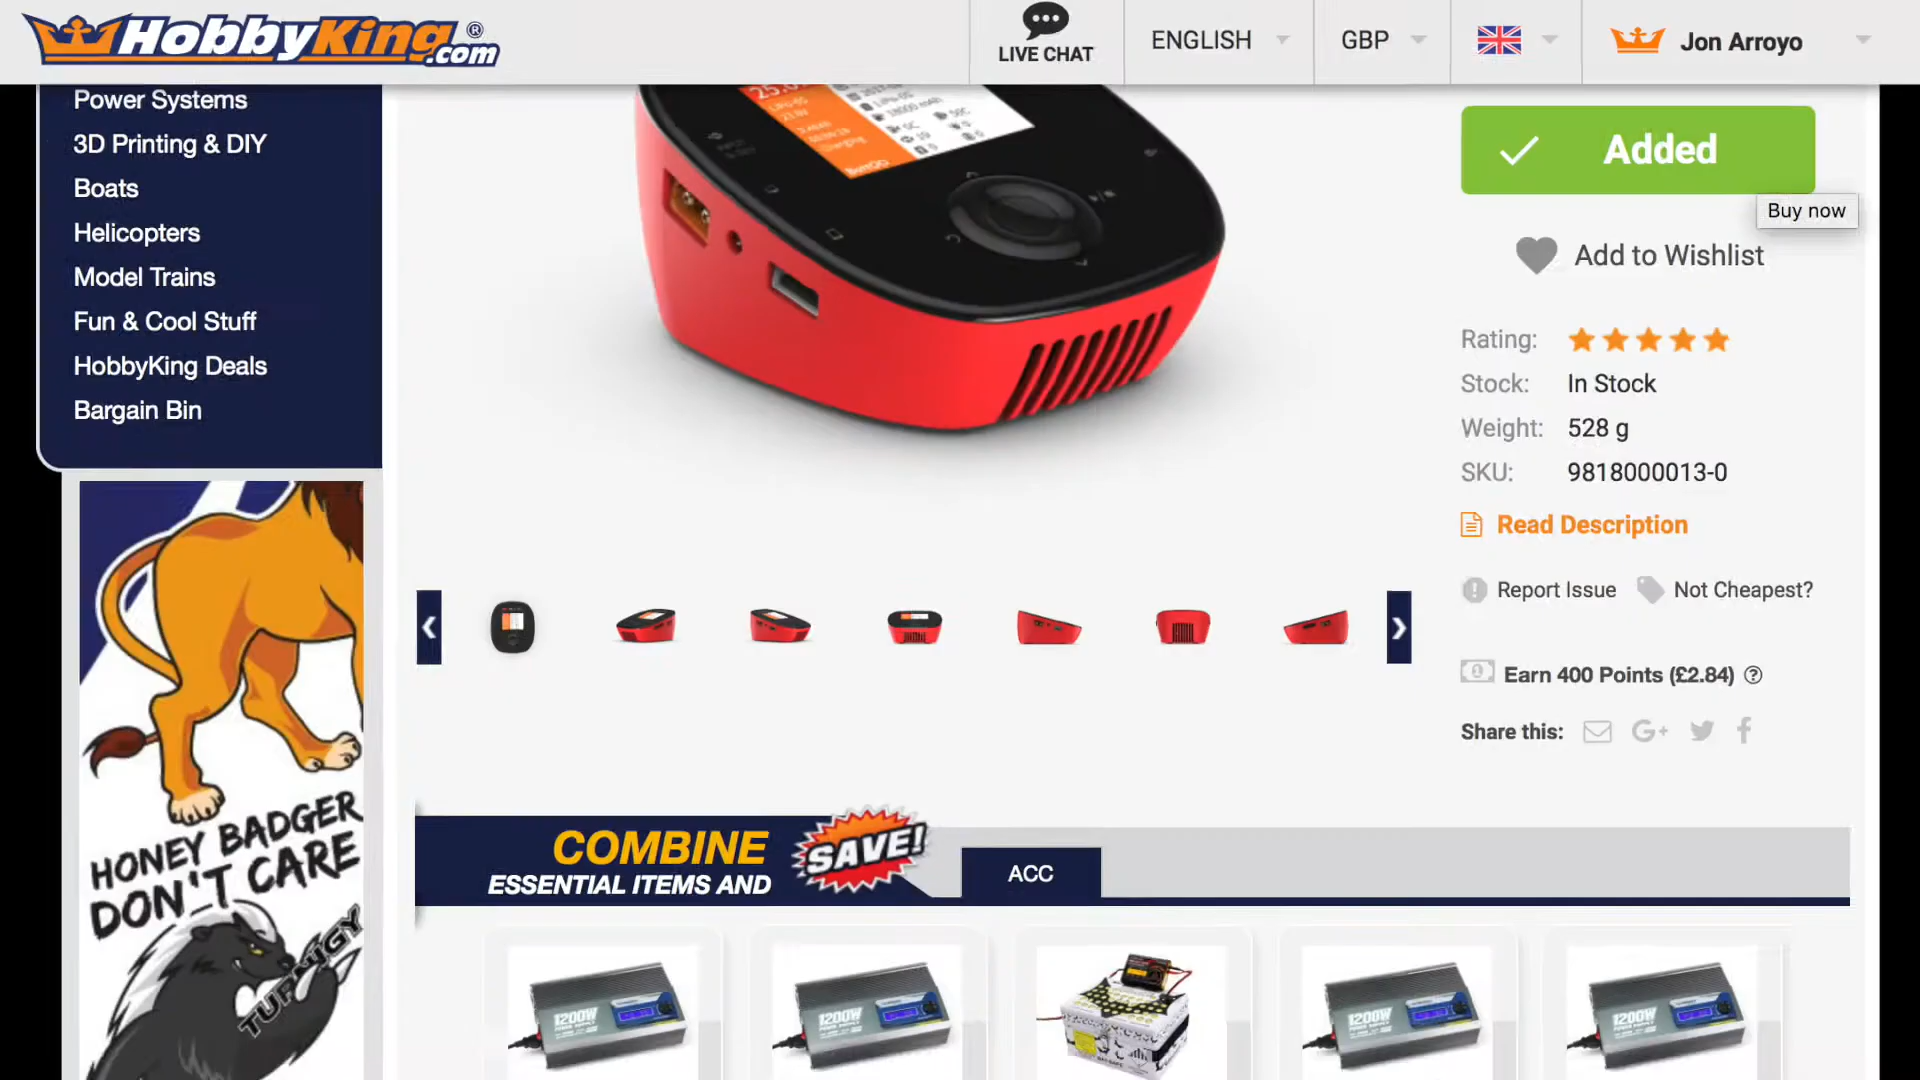 HobbyKing®.com
LIVE CHAT
ENGLISH
GBP
Jon Arroyo
Power Systems
3D Printing & DIY
Boats
Helicopters
Model Trains
Fun & Cool Stuff
HobbyKing Deals
Bargain Bin
HONEY BADGER
DON'T CARE
TURNIGY
Added
Buy now
Add to Wishlist
Rating:
Stock: In Stock
Weight: 528 g
SKU: 9818000013-0
Read Description
Report Issue
Not Cheapest?
Earn 400 Points (£2.84) ?
Share this:
COMBINE
ESSENTIAL ITEMS AND
SAVE!
ACC
1200W
1200W
1200W
1200W